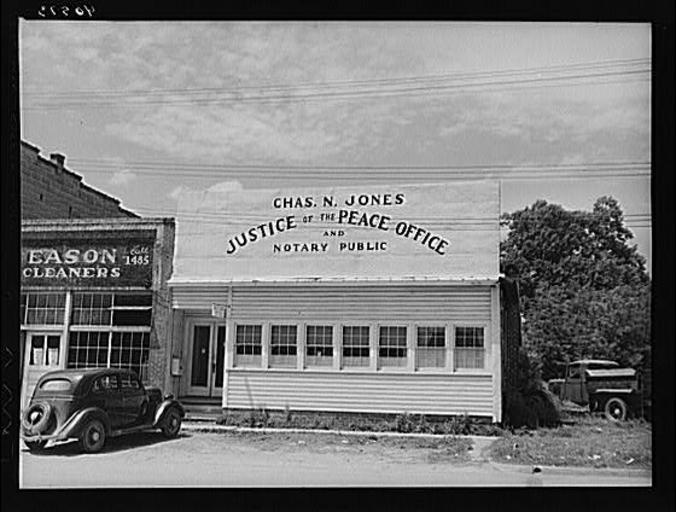 CHAS. N. JONES
JUSTICE OF THE PEACE OFFICE
AND
NOTARY PUBLIC
EASON Call
CLEANERS 1485